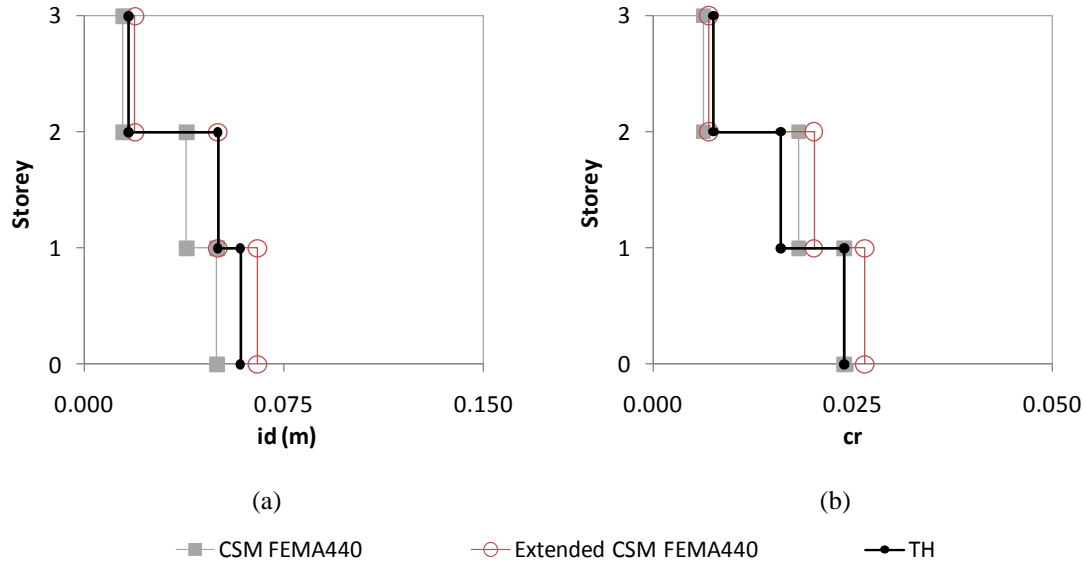 3
2
1
0
Storey
0.000 0.075 0.150
id (m)
(a)
3
2
1
0
Storey
0.000 0.025 0.050
cr
(b)
CSM FEMA440 Extended CSM FEMA440 TH